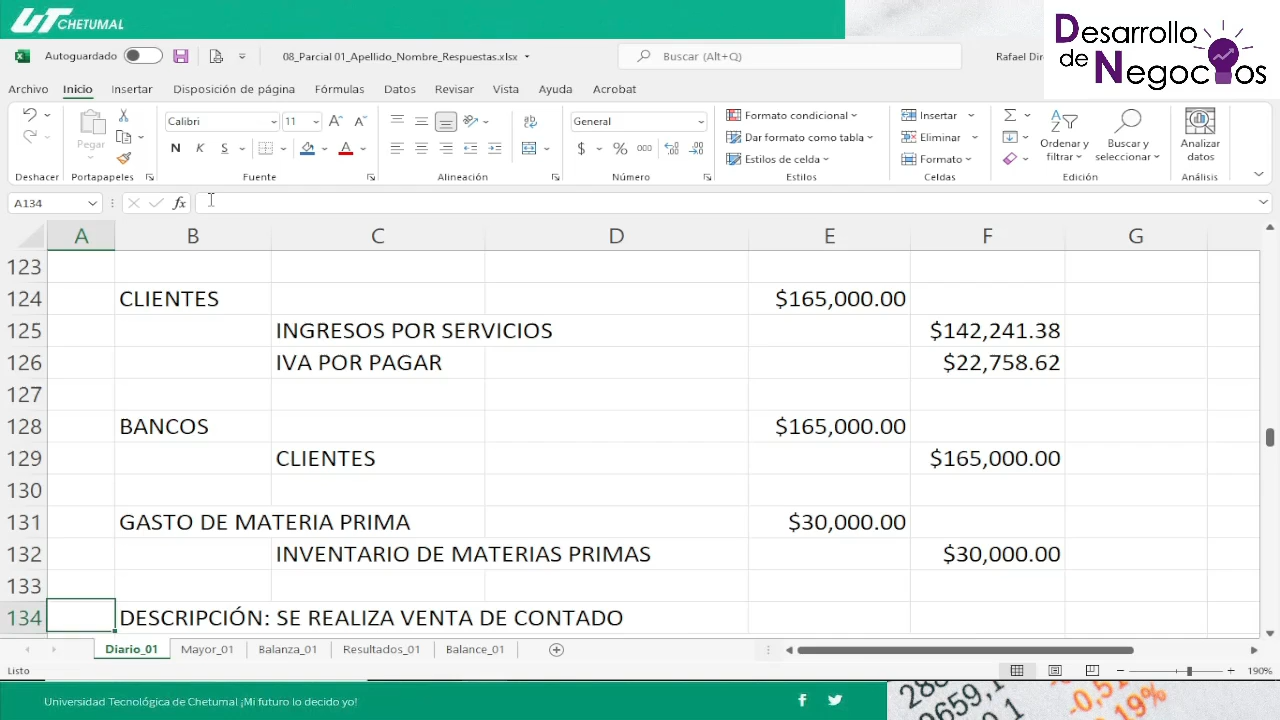 UT CHETUMAL
Desarrollo
de Negocios
Autoguardado
08_Parcial 01_Apellido_Nombre_Respuestas.xlsx
Buscar (Alt+Q)
Rafael Dir
Archivo Inicio Insertar Disposición de página Fórmulas Datos Revisar Vista Ayuda Acrobat
Pegar
Calibri 11
N K S
General
$ % 000
Formato condicional
Dar formato como tabla
Estilos de celda
Insertar
Eliminar
Formato
Ordenar y filtrar
Buscar y seleccionar
Analizar datos
Deshacer Portapapeles Fuente Alineación Número Estilos Celdas Edición Análisis
A134 fx
A B C D E F G
123
124 CLIENTES $165,000.00
125 INGRESOS POR SERVICIOS $142,241.38
126 IVA POR PAGAR $22,758.62
127
128 BANCOS $165,000.00
129 CLIENTES $165,000.00
130
131 GASTO DE MATERIA PRIMA $30,000.00
132 INVENTARIO DE MATERIAS PRIMAS $30,000.00
133
134 DESCRIPCIÓN: SE REALIZA VENTA DE CONTADO
Diario_01 Mayor_01 Balanza_01 Resultados_01 Balance_01
Listo
190%
Universidad Tecnológica de Chetumal ¡Mi futuro lo decido yo!